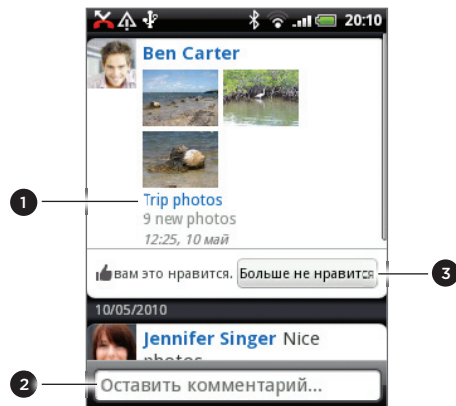 20:10
Ben Carter
1
Trip photos
9 new photos
12:25, 10 май
вам это нравится. Больше не нравится
3
10/05/2010
Jennifer Singer Nice
photos
2
Оставить комментарий...